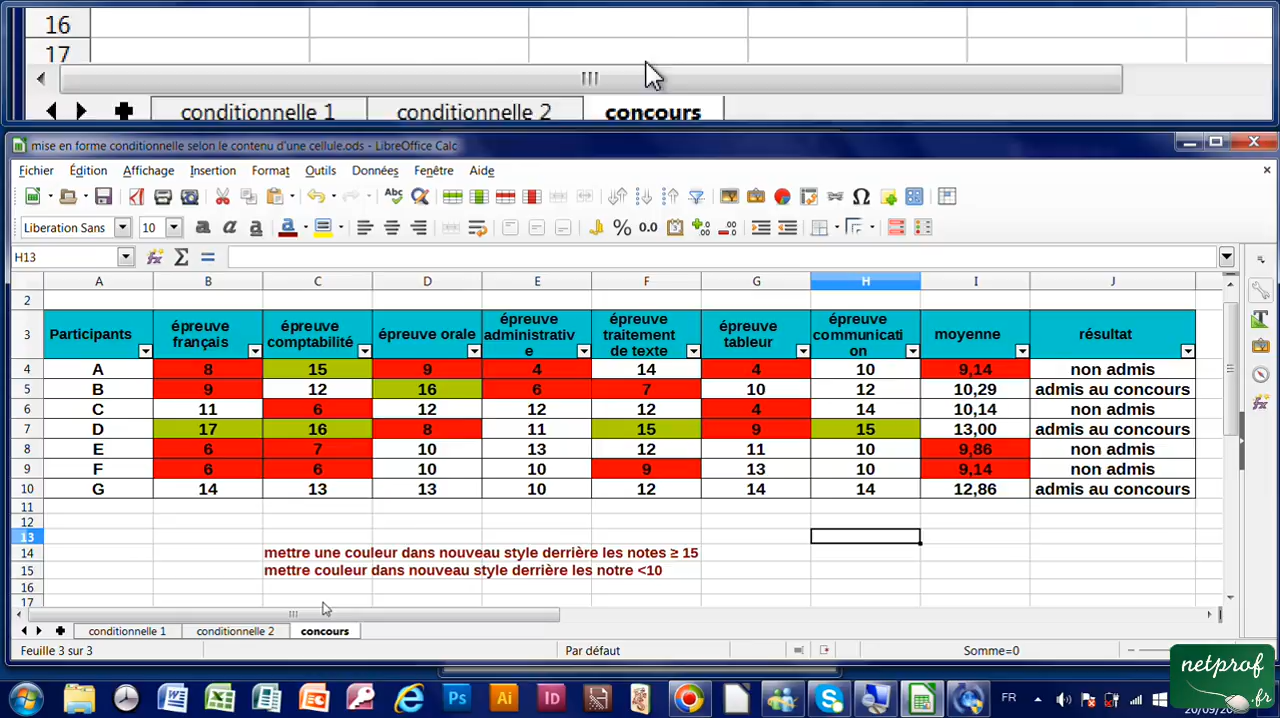 16
17
conditionnelle 1 conditionnelle 2 concours
mise en forme conditionnelle selon le contenu d'une cellule.ods - LibreOffice Calc
Fichier Édition Affichage Insertion Format Outils Données Fenêtre Aide
Liberation Sans 10
H13
A B C D E F G H I J
2
3 Participants épreuve français épreuve comptabilité épreuve orale épreuve administrative épreuve traitement de texte épreuve tableur épreuve communication moyenne résultat
4 A 8 15 9 4 14 4 10 9,14 non admis
5 B 9 12 16 6 7 10 12 10,29 admis au concours
6 C 11 6 12 12 12 4 14 10,14 non admis
7 D 17 16 8 11 15 9 15 13,00 admis au concours
8 E 6 7 10 13 12 11 10 9,86 non admis
9 F 6 6 10 10 9 13 10 9,14 non admis
10 G 14 13 13 10 12 14 14 12,86 admis au concours
11
12
13
14 mettre une couleur dans nouveau style derrière les notes ≥ 15
15 mettre couleur dans nouveau style derrière les notre <10
16
17
conditionnelle 1 conditionnelle 2 concours
Feuille 3 sur 3 Par défaut Somme=0
netprof
.fr
FR